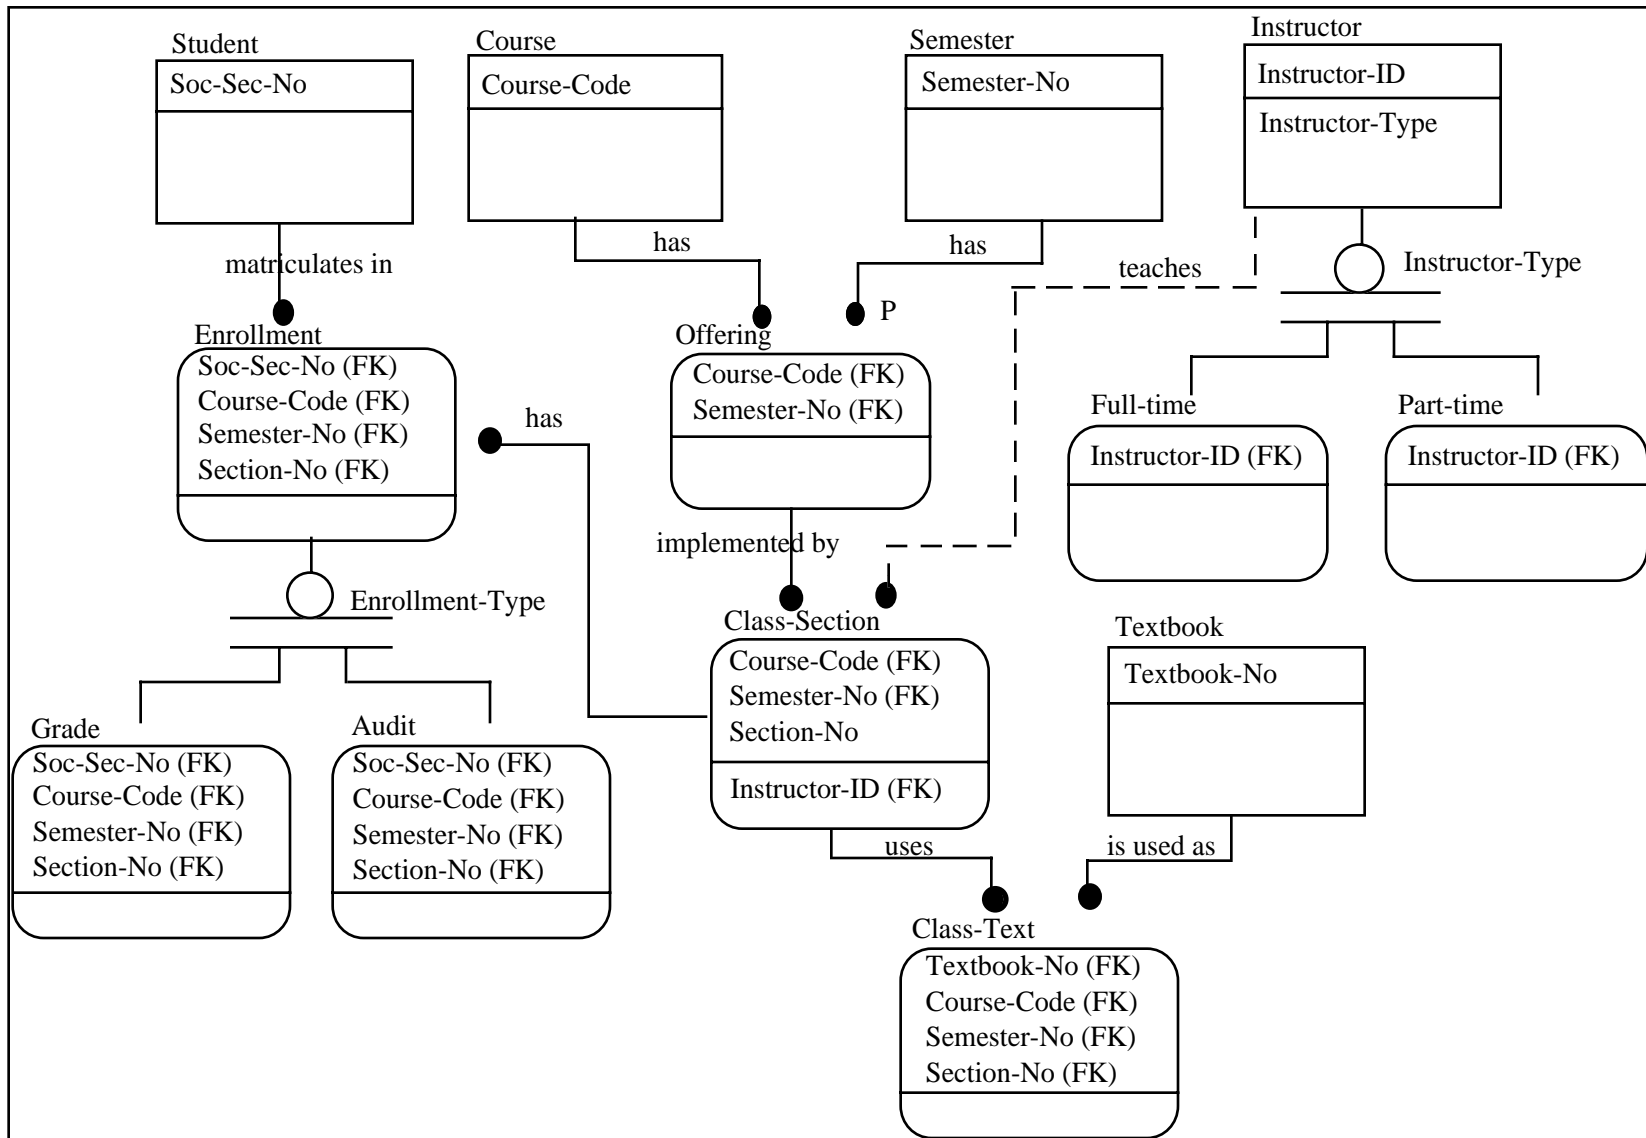 Student
Soc-Sec-No
Course
Course-Code
Semester
Semester-No
Instructor
Instructor-ID
Instructor-Type
matriculates in
has
has
teaches
Instructor-Type
P
Enrollment
Soc-Sec-No (FK)
Course-Code (FK)
Semester-No (FK)
Section-No (FK)
has
Offering
Course-Code (FK)
Semester-No (FK)
Full-time
Instructor-ID (FK)
Part-time
Instructor-ID (FK)
implemented by
Enrollment-Type
Class-Section
Course-Code (FK)
Semester-No (FK)
Section-No
Instructor-ID (FK)
Textbook
Textbook-No
Grade
Soc-Sec-No (FK)
Course-Code (FK)
Semester-No (FK)
Section-No (FK)
Audit
Soc-Sec-No (FK)
Course-Code (FK)
Semester-No (FK)
Section-No (FK)
uses
is used as
Class-Text
Textbook-No (FK)
Course-Code (FK)
Semester-No (FK)
Section-No (FK)